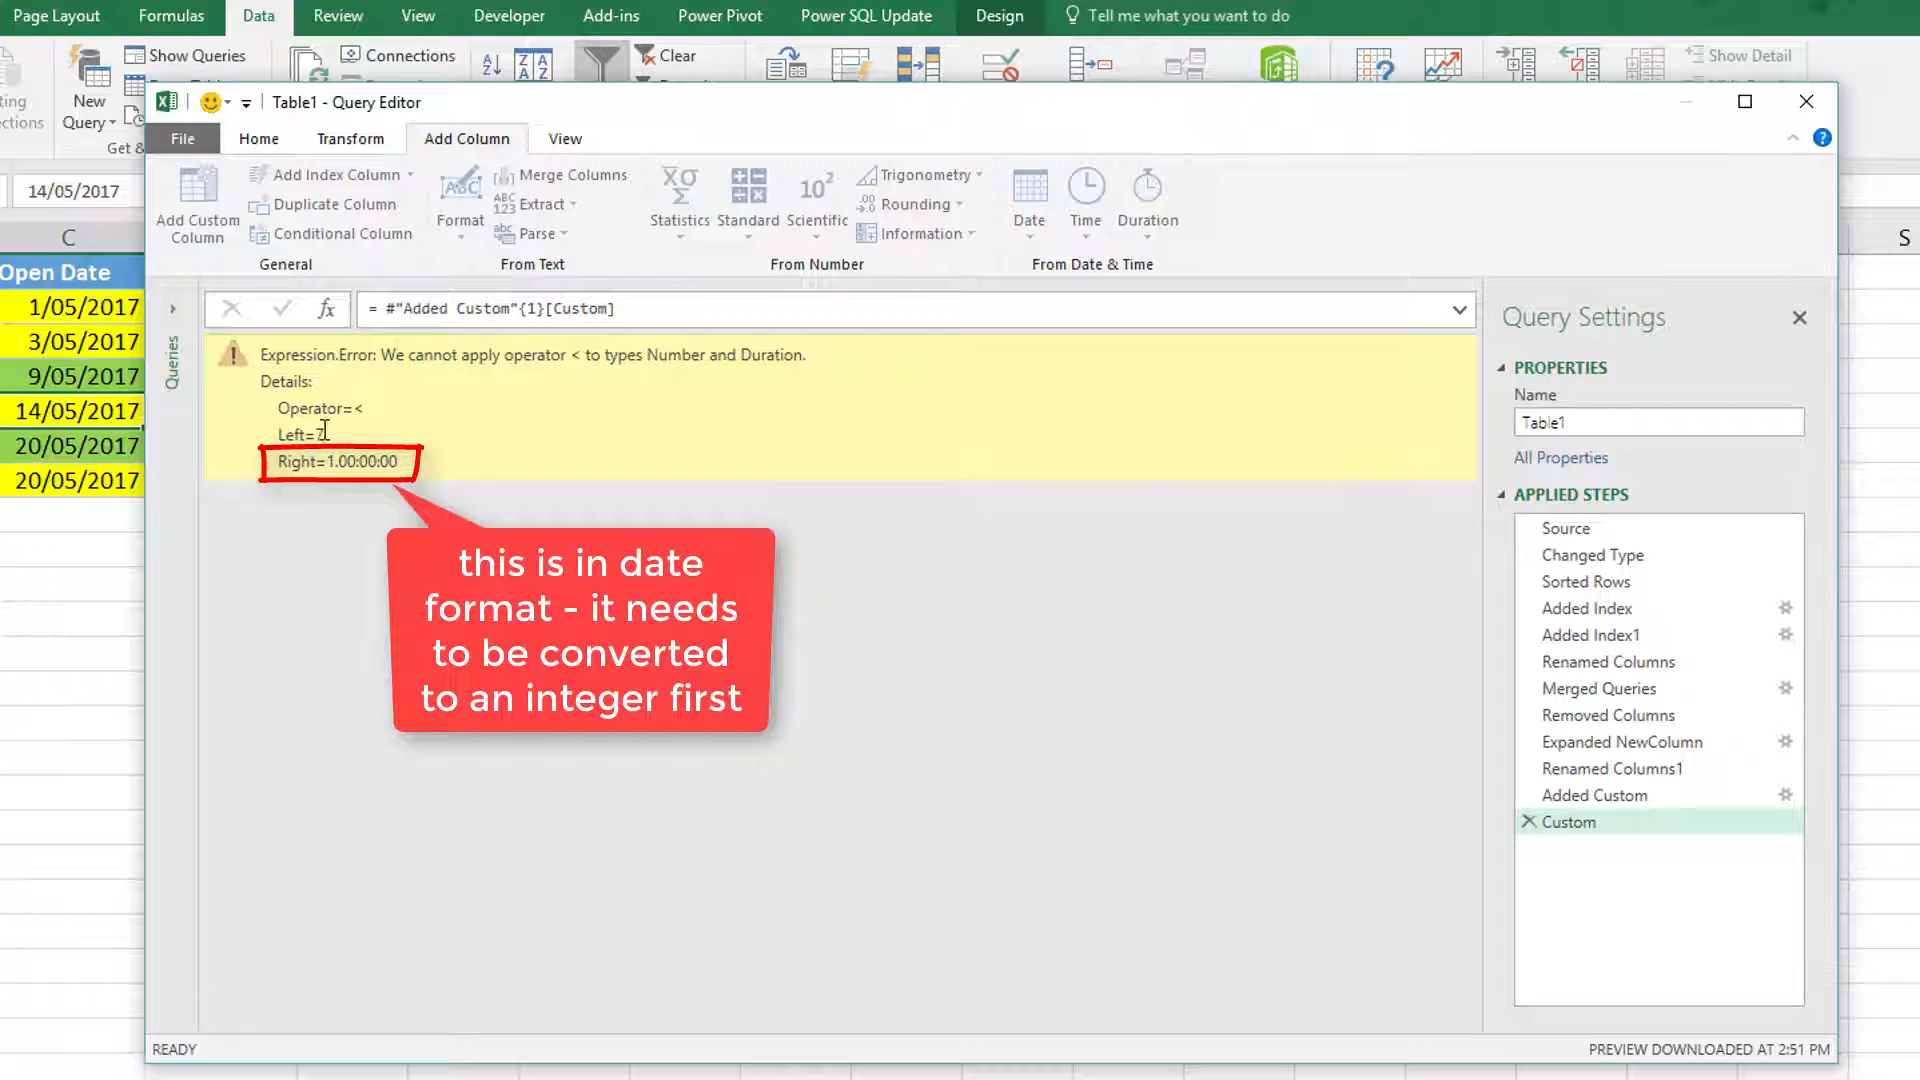 Page Layout
Formulas
Data
Review
View
Developer
Add-ins
Power Pivot
Power SQL Update
Design
Tell me what you want to do
Show Queries
Connections
Clear
Show Detail
New
Query
Get &
14/05/2017
C
S
Open Date
1/05/2017
3/05/2017
9/05/2017
14/05/2017
20/05/2017
20/05/2017
Table1 - Query Editor
File
Home
Transform
Add Column
View
Add Custom
Column
Add Index Column
Duplicate Column
Conditional Column
General
Format
Merge Columns
Extract
Parse
From Text
Statistics
Standard
Scientific
Trigonometry
Rounding
Information
From Number
Date
Time
Duration
From Date & Time
Queries
= #"Added Custom"{1}[Custom]
Expression.Error: We cannot apply operator < to types Number and Duration.
Details:
Operator=<
Left=7
Right=1.00:00:00
this is in date
format - it needs
to be converted
to an integer first
Query Settings
PROPERTIES
Name
Table1
All Properties
APPLIED STEPS
Source
Changed Type
Sorted Rows
Added Index
Added Index1
Renamed Columns
Merged Queries
Removed Columns
Expanded NewColumn
Renamed Columns1
Added Custom
Custom
READY
PREVIEW DOWNLOADED AT 2:51 PM